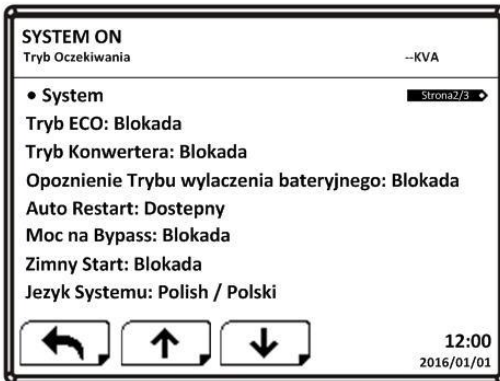 SYSTEM ON
Tryb Oczekiwania --KVA
• System Strona2/3
Tryb ECO: Blokada
Tryb Konwertera: Blokada
Opoznienie Trybu wylaczenia bateryjnego: Blokada
Auto Restart: Dostepny
Moc na Bypass: Blokada
Zimny Start: Blokada
Jezyk Systemu: Polish / Polski
12:00
2016/01/01